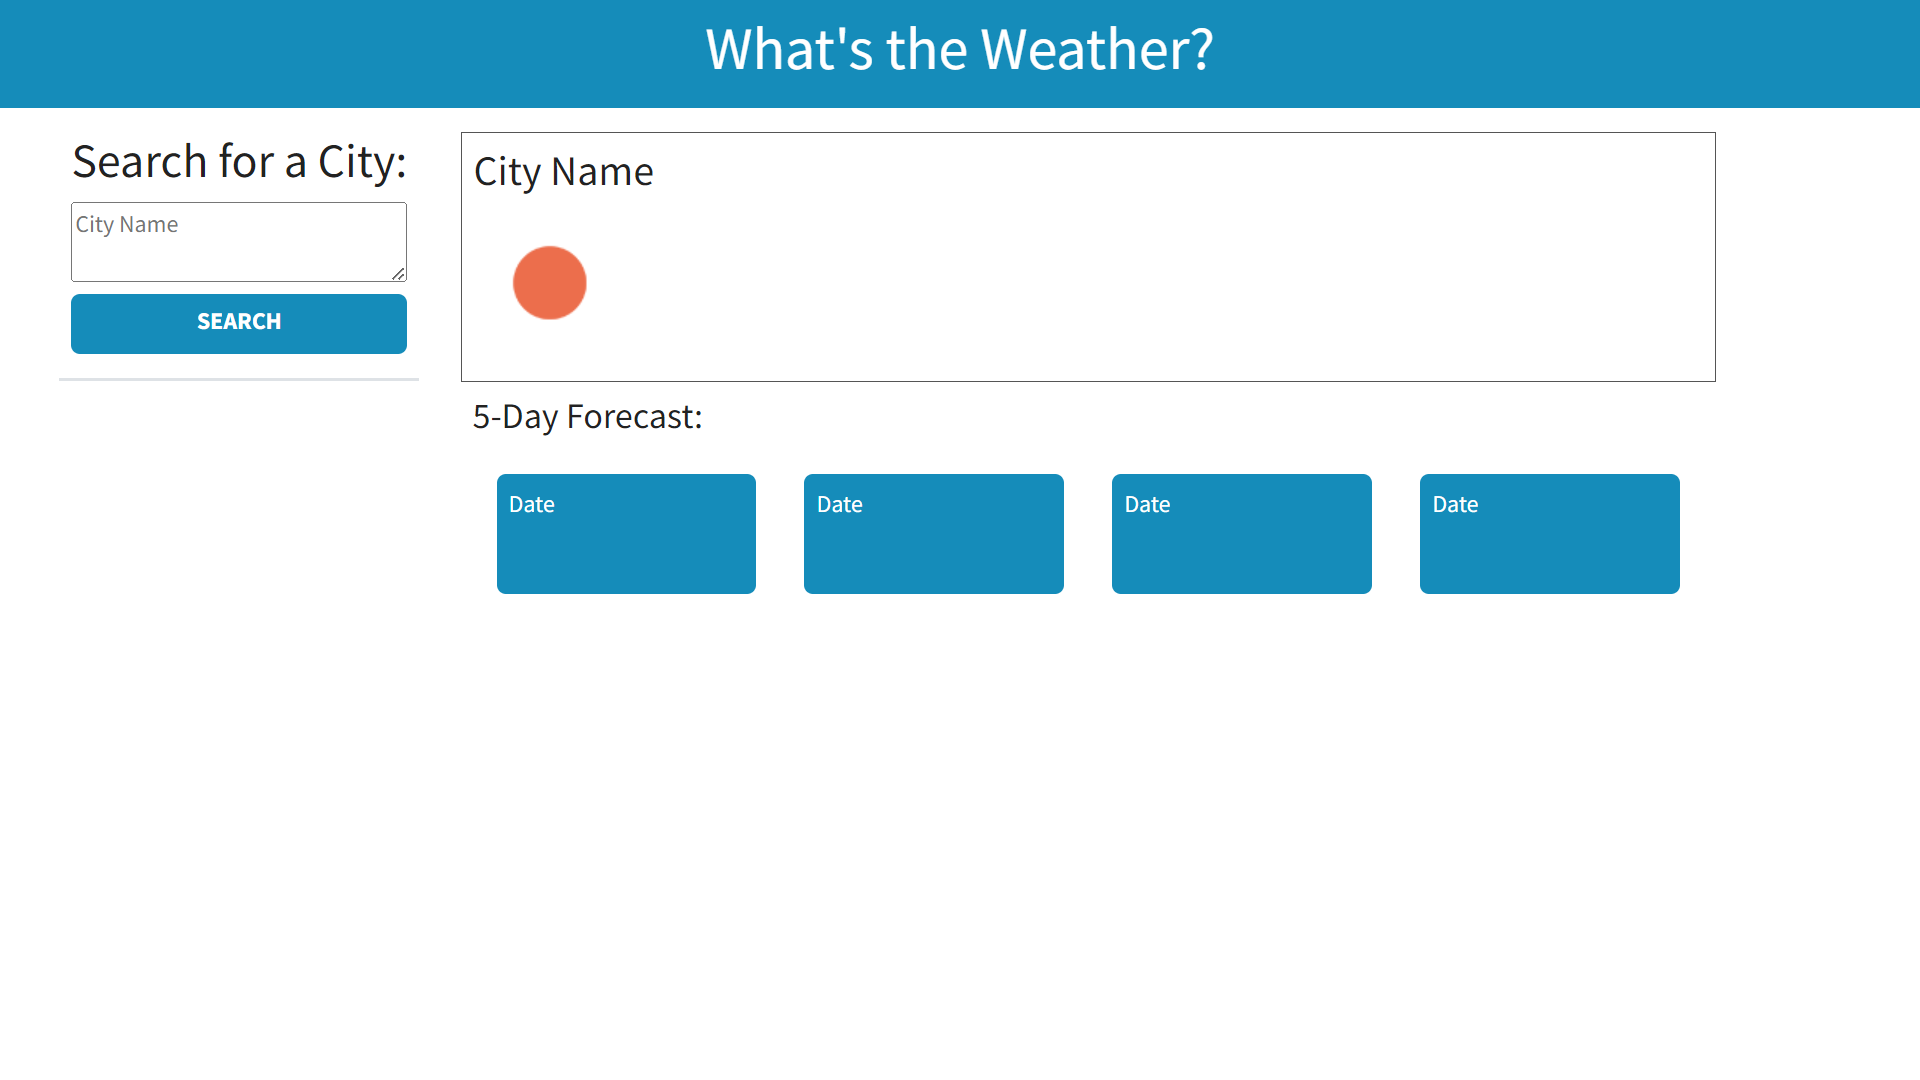 What's the Weather?
Search for a City:
City Name
SEARCH
City Name
5-Day Forecast:
Date Date Date Date